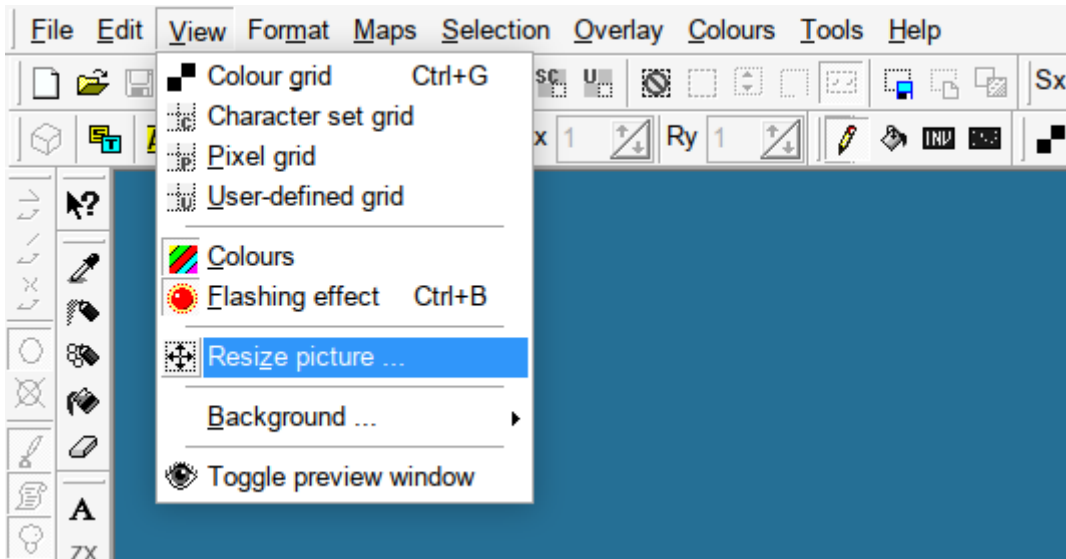 File Edit View Format Maps Selection Overlay Colours Tools Help
Colour grid Ctrl+G
SC U Sx
Character set grid
x 1 Ry 1 INV
Pixel grid
User-defined grid
Colours
Flashing effect Ctrl+B
Resize picture ...
Background ...
Toggle preview window
A
ZX